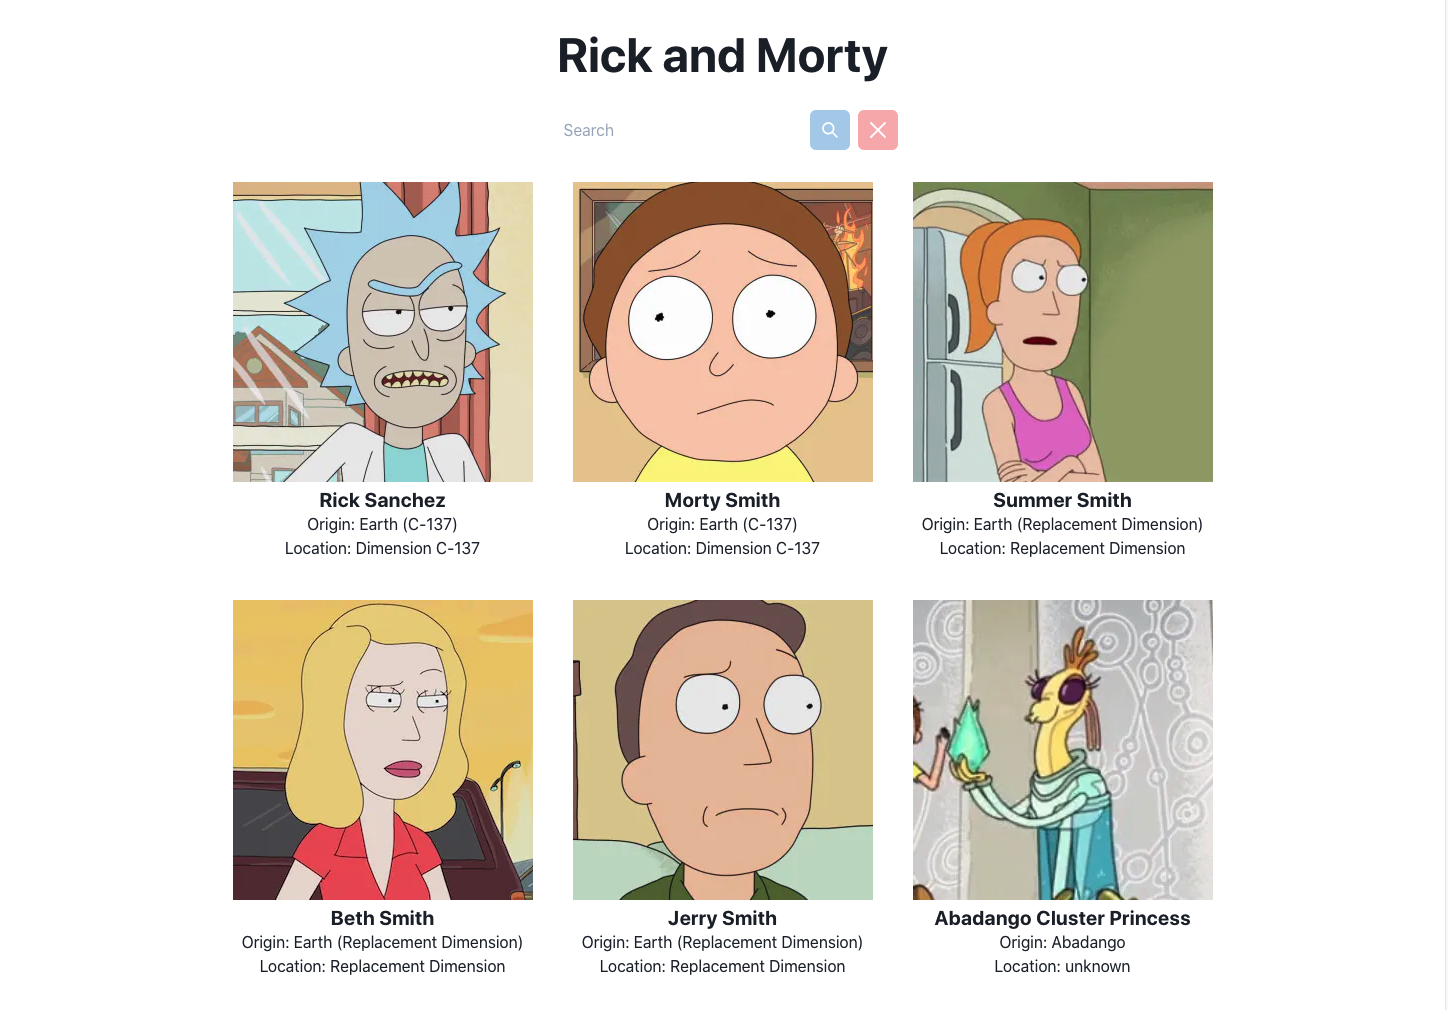 Rick and Morty
Search
Rick Sanchez
Origin: Earth (C-137)
Location: Dimension C-137
Morty Smith
Origin: Earth (C-137)
Location: Dimension C-137
Summer Smith
Origin: Earth (Replacement Dimension)
Location: Replacement Dimension
Beth Smith
Origin: Earth (Replacement Dimension)
Location: Replacement Dimension
Jerry Smith
Origin: Earth (Replacement Dimension)
Location: Replacement Dimension
Abadango Cluster Princess
Origin: Abadango
Location: unknown